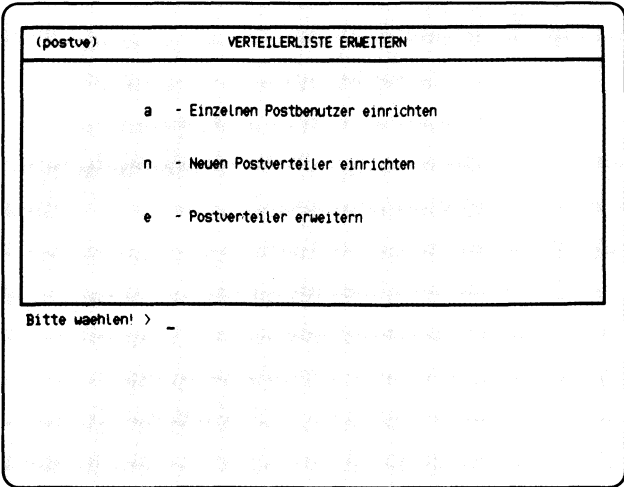 (postve) VERTEILERLISTE ERWEITERN
a - Einzelnen Postbenutzer einrichten
n - Neuen Postverteiler einrichten
e - Postverteiler erweitern
Bitte waehlen! > _